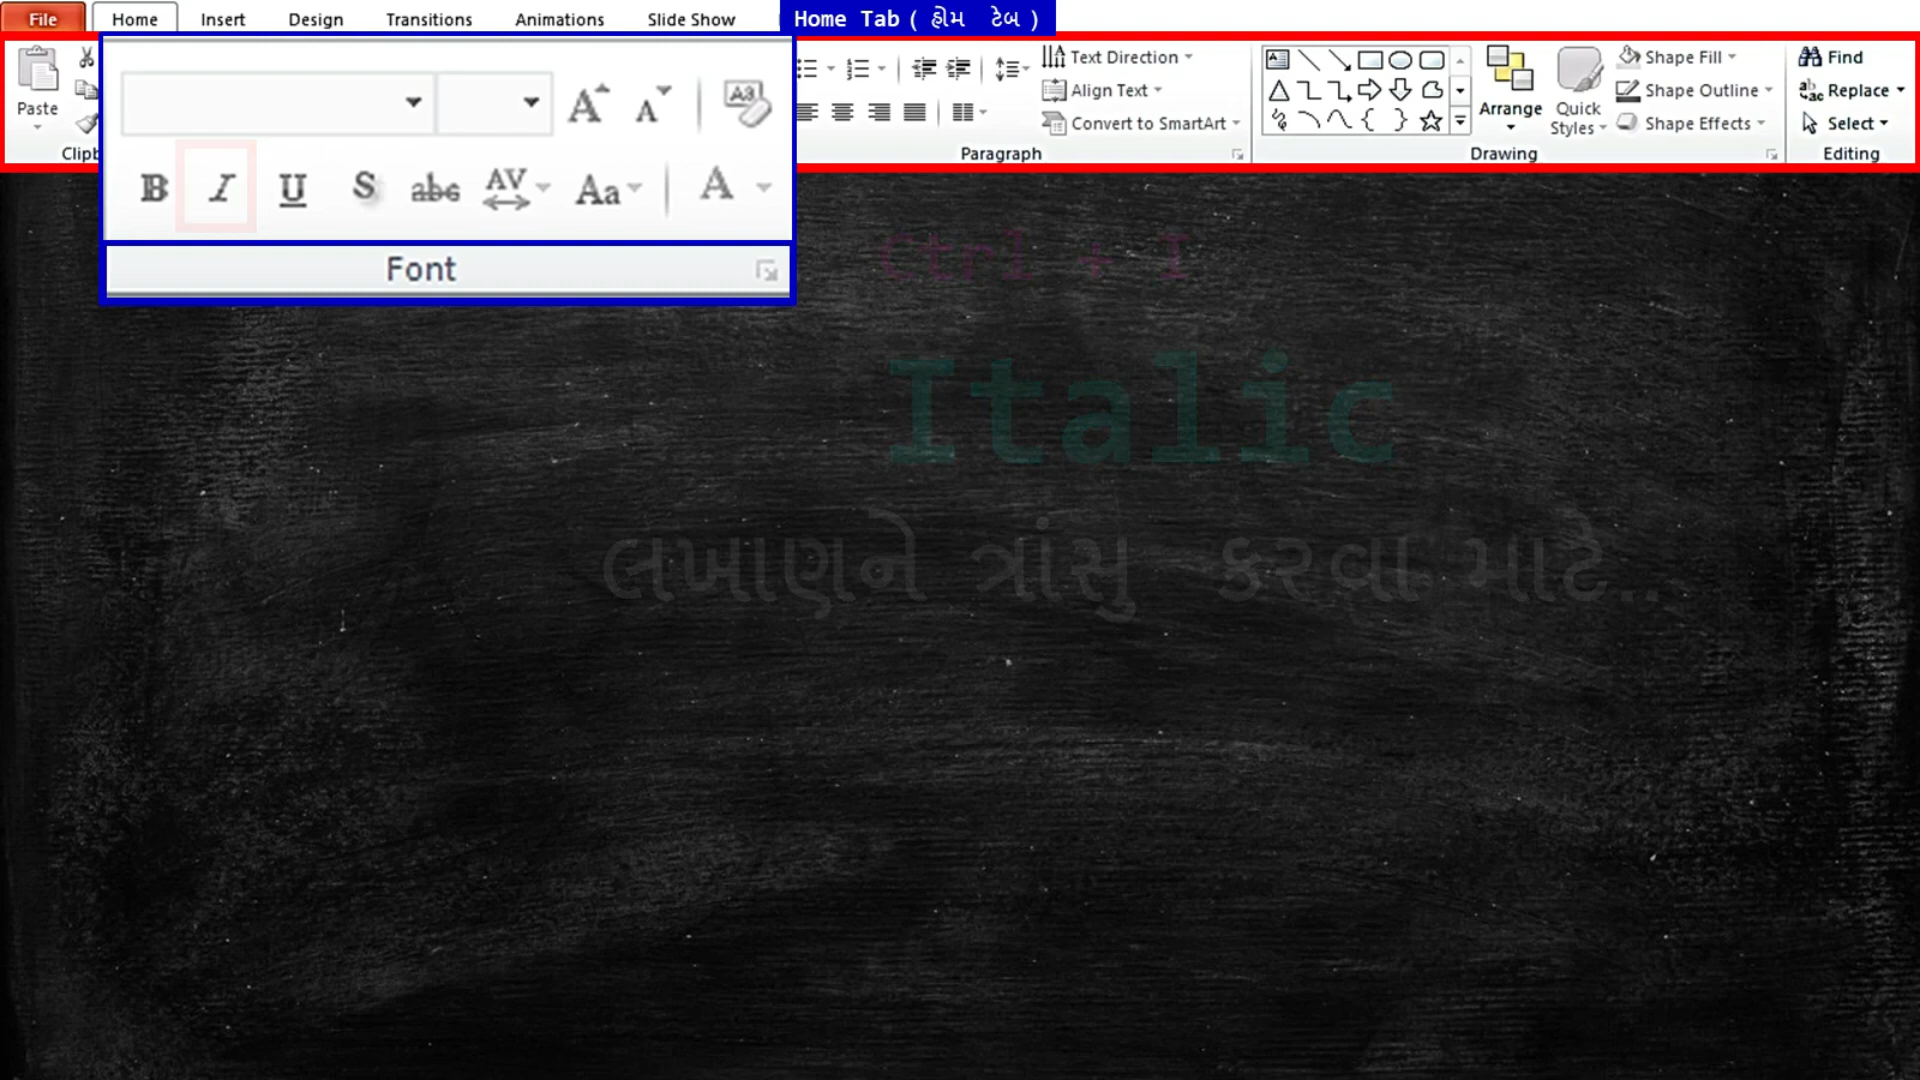 File Home Insert Design Transitions Animations Slide Show Home Tab ( હોમ ટેબ )
Paste
Text Direction
Align Text
Convert to SmartArt
Arrange
Quick Styles
Shape Fill
Shape Outline
Shape Effects
Find
Replace
Select
Paragraph Drawing Editing
B I U S abc AV Aa A
Font
Ctrl + I
Italic
લખાણને ત્રાંસુ કરવા માટે..